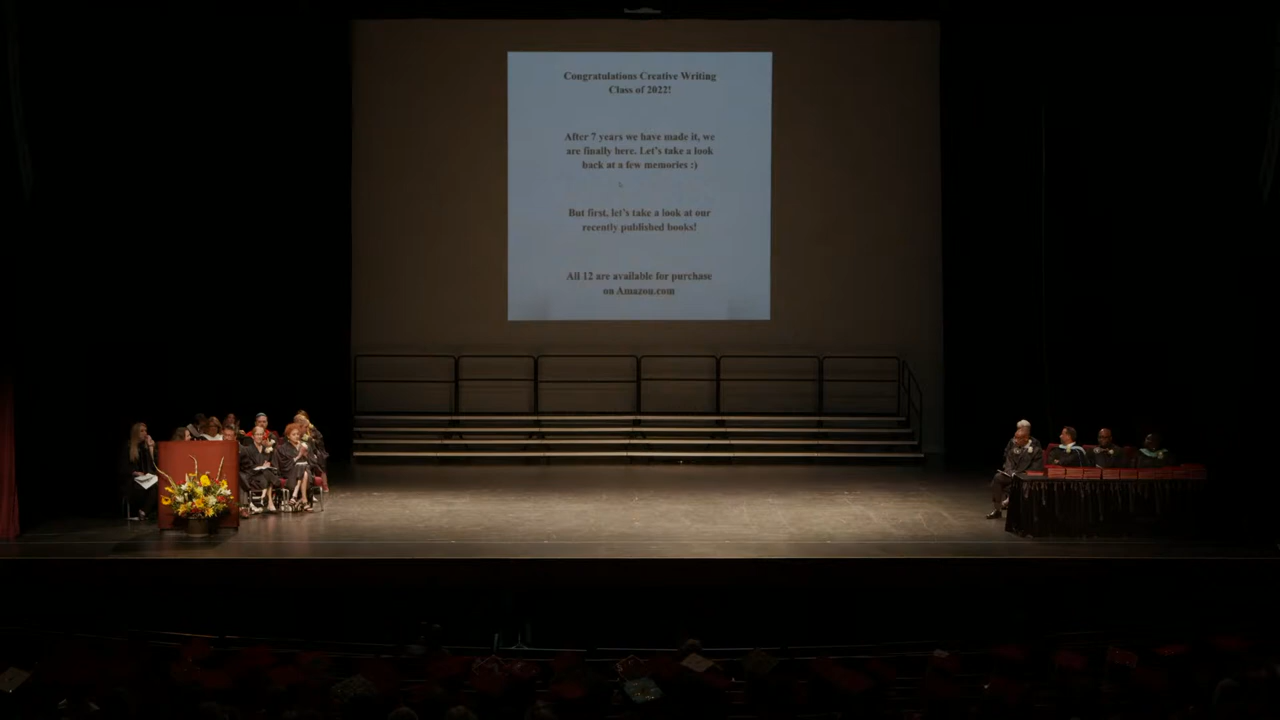 Congratulations Creative Writing
Class of 2022!
After 7 years we have made it, we
are finally here. Let's take a look
back at a few memories :)
But first, let's take a look at our
recently published books!
All 12 are available for purchase
on Amazon.com